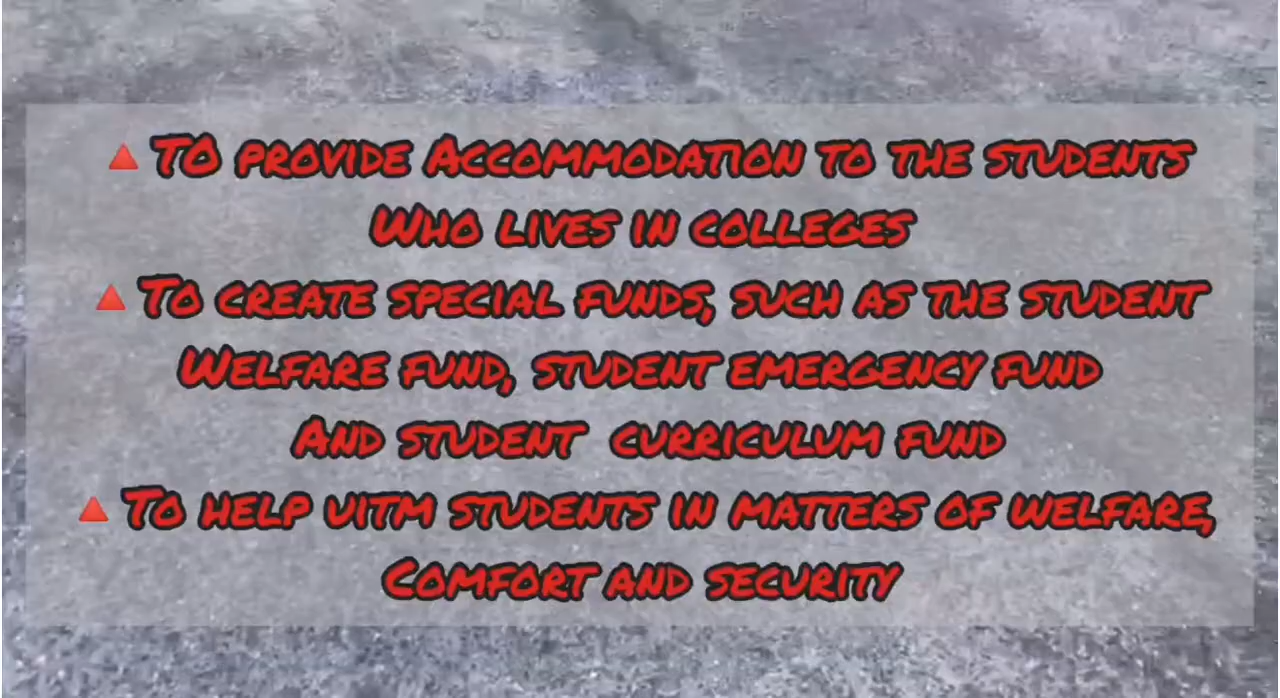 🔺TO PROVIDE ACCOMMODATION TO THE STUDENTS
WHO LIVES IN COLLEGES
🔺TO CREATE SPECIAL FUNDS, SUCH AS THE STUDENT
WELFARE FUND, STUDENT EMERGENCY FUND
AND STUDENT CURRICULUM FUND
🔺TO HELP UITM STUDENTS IN MATTERS OF WELFARE,
COMFORT AND SECURITY